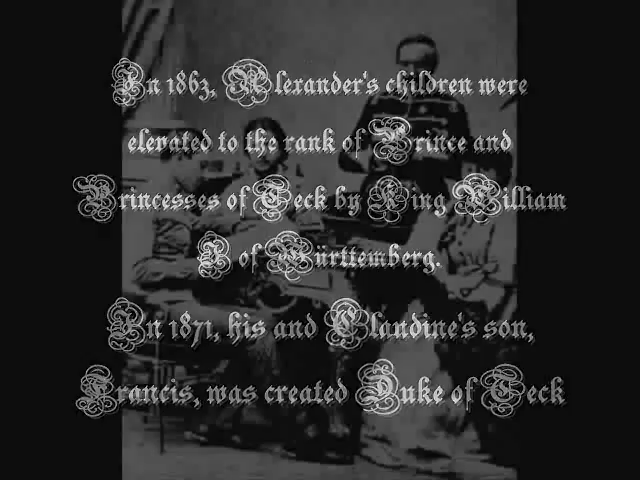 In 1863, Alexander's children were
elevated to the rank of Prince and
Princesses of Teck by King William
I of Württemberg.
In 1871, his and Claudine's son,
Francis, was created Duke of Teck